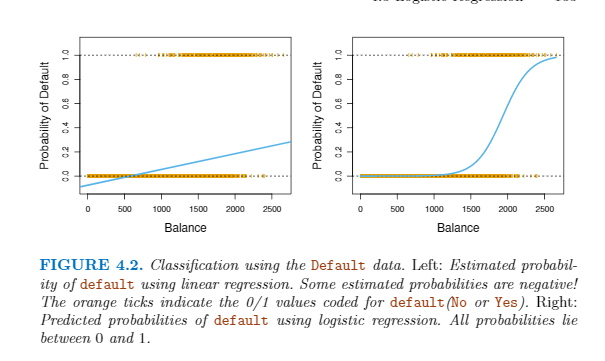 1.0
0.8
0.6
0.4
0.2
0.0
Probability of Default
0 500 1000 1500 2000 2500
Balance
1.0
0.8
0.6
0.4
0.2
0.0
Probability of Default
0 500 1000 1500 2000 2500
Balance
FIGURE 4.2. Classification using the Default data. Left: Estimated probabil-
ity of default using linear regression. Some estimated probabilities are negative!
The orange ticks indicate the 0/1 values coded for default(No or Yes). Right:
Predicted probabilities of default using logistic regression. All probabilities lie
between 0 and 1.